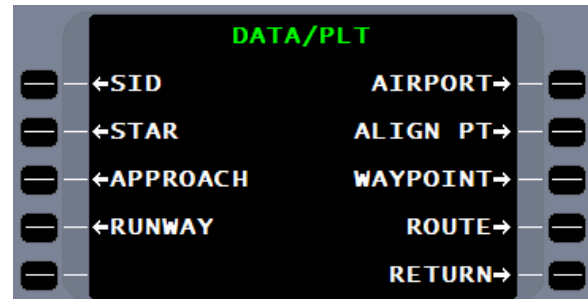 DATA/PLT
←SID AIRPORT→
←STAR ALIGN PT→
←APPROACH WAYPOINT→
←RUNWAY ROUTE→
RETURN→